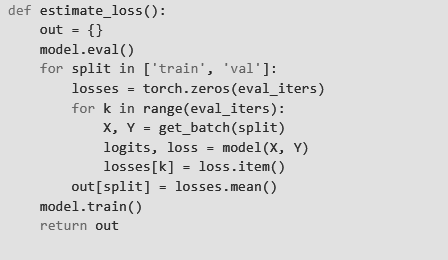 def estimate_loss():
    out = {}
    model.eval()
    for split in ['train', 'val']:
        losses = torch.zeros(eval_iters)
        for k in range(eval_iters):
            X, Y = get_batch(split)
            logits, loss = model(X, Y)
            losses[k] = loss.item()
        out[split] = losses.mean()
    model.train()
    return out